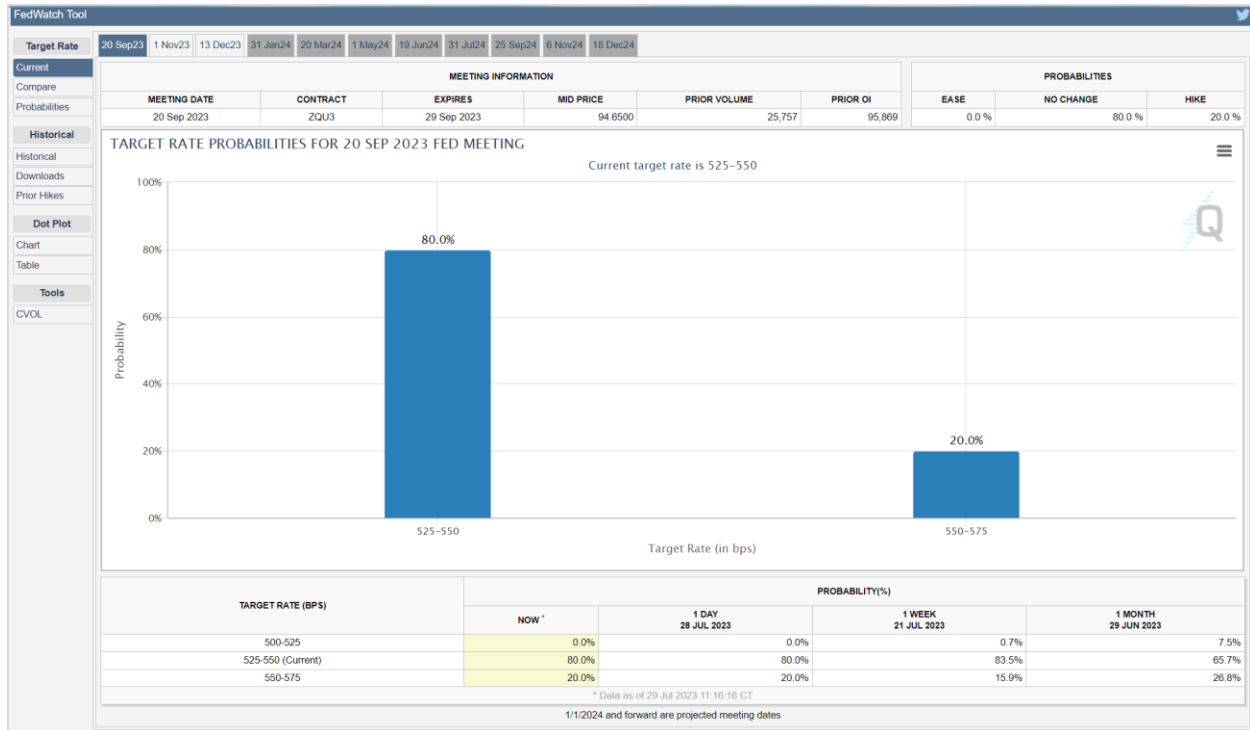 FedWatch Tool
Target Rate
Current
Compare
Probabilities
Historical
Historical
Downloads
Prior Hikes
Dot Plot
Chart
Table
Tools
CVOL
20 Sep23 1 Nov23 13 Dec23 31 Jan24 20 Mar24 1 May24 19 Jun24 31 Jul24 25 Sep24 6 Nov24 18 Dec24
MEETING INFORMATION
MEETING DATE CONTRACT EXPIRES MID PRICE PRIOR VOLUME PRIOR OI
20 Sep 2023 ZQU3 29 Sep 2023 94.6500 25,757 95,869
PROBABILITIES
EASE NO CHANGE HIKE
0.0 % 80.0 % 20.0 %
TARGET RATE PROBABILITIES FOR 20 SEP 2023 FED MEETING
Current target rate is 525-550
Q
Probability
100%
80%
60%
40%
20%
0%
80.0%
20.0%
525-550 550-575
Target Rate (in bps)
TARGET RATE (BPS) PROBABILITY(%)
NOW * 1 DAY 1 WEEK 1 MONTH
28 JUL 2023 21 JUL 2023 29 JUN 2023
500-525 0.0% 0.0% 0.7% 7.5%
525-550 (Current) 80.0% 80.0% 83.5% 65.7%
550-575 20.0% 20.0% 15.9% 26.8%
* Data as of 29 Jul 2023 11:16:16 CT
1/1/2024 and forward are projected meeting dates